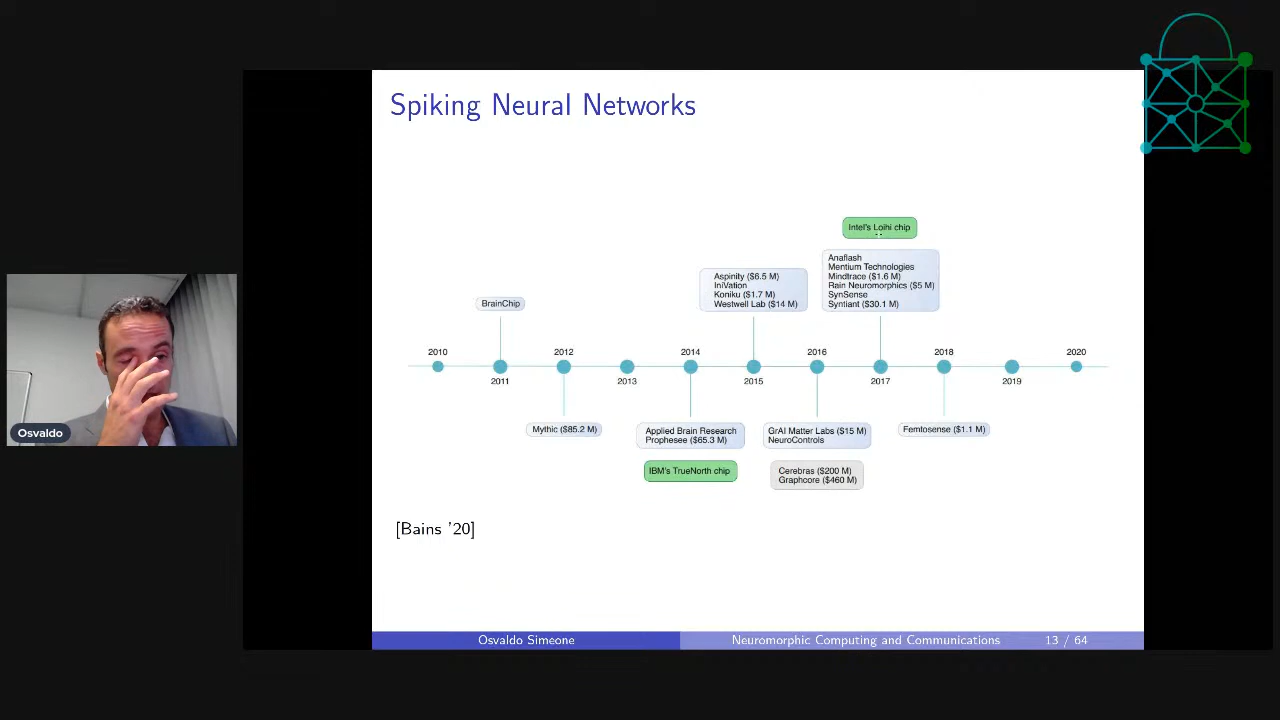 Spiking Neural Networks
Intel's Loihi chip
Anaflash
Mentium Technologies
Mindtrace ($1.6 M)
Rain Neuromorphics ($5 M)
SynSense
Syntiant ($30.1 M)
Aspinity ($6.5 M)
IniVation
Koniku ($1.7 M)
Westwell Lab ($14 M)
BrainChip
2010
2012
2014
2016
2018
2020
2011
2013
2015
2017
2019
Mythic ($85.2 M)
Applied Brain Research
Prophesee ($65.3 M)
GrAI Matter Labs ($15 M)
NeuroControls
Femtosense ($1.1 M)
IBM's TrueNorth chip
Cerebras ($200 M)
Graphcore ($460 M)
Osvaldo
[Bains '20]
Osvaldo Simeone
Neuromorphic Computing and Communications
13 / 64